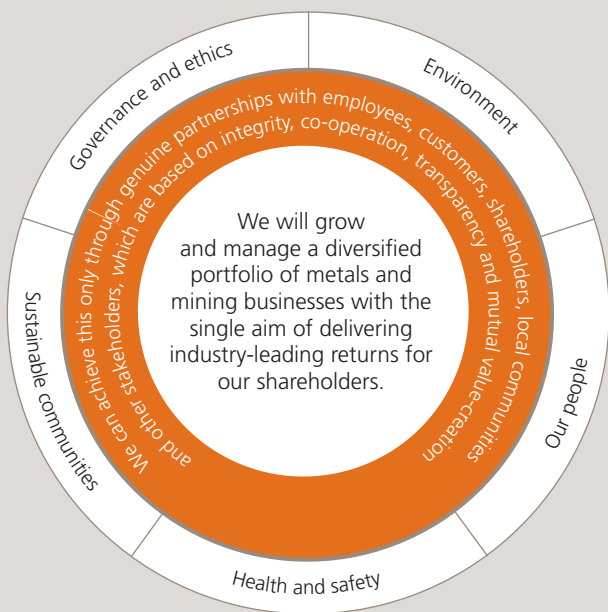 Governance and ethics
Environment
Our people
Health and safety
Sustainable communities
We can achieve this only through genuine partnerships with employees, customers, shareholders, local communities
and other stakeholders, which are based on integrity, co-operation, transparency and mutual value-creation
We will grow
and manage a diversified
portfolio of metals and
mining businesses with the
single aim of delivering
industry-leading returns for
our shareholders.